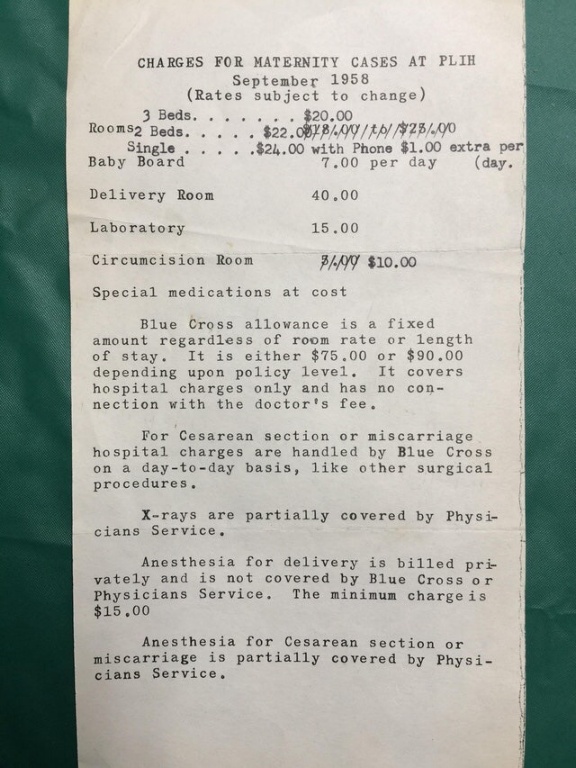 CHARGES FOR MATERNITY CASES AT PLIH
September 1958
(Rates subject to change)
3 Beds. . . . . . . $20.00
Rooms 2 Beds. . . . . $22.00 $18.00 to $23.00
Single . . . . .$24.00 with Phone $1.00 extra per
Baby Board 7.00 per day (day.
Delivery Room 40.00
Laboratory 15.00
Circumcision Room $10.00
Special medications at cost
Blue Cross allowance is a fixed
amount regardless of room rate or length
of stay. It is either $75.00 or $90.00
depending upon policy level. It covers
hospital charges only and has no con-
nection with the doctor's fee.
For Cesarean section or miscarriage
hospital charges are handled by Blue Cross
on a day-to-day basis, like other surgical
procedures.
X-rays are partially covered by Physi-
cians Service.
Anesthesia for delivery is billed pri-
vately and is not covered by Blue Cross or
Physicians Service. The minimum charge is
$15.00
Anesthesia for Cesarean section or
miscarriage is partially covered by Physi-
cians Service.